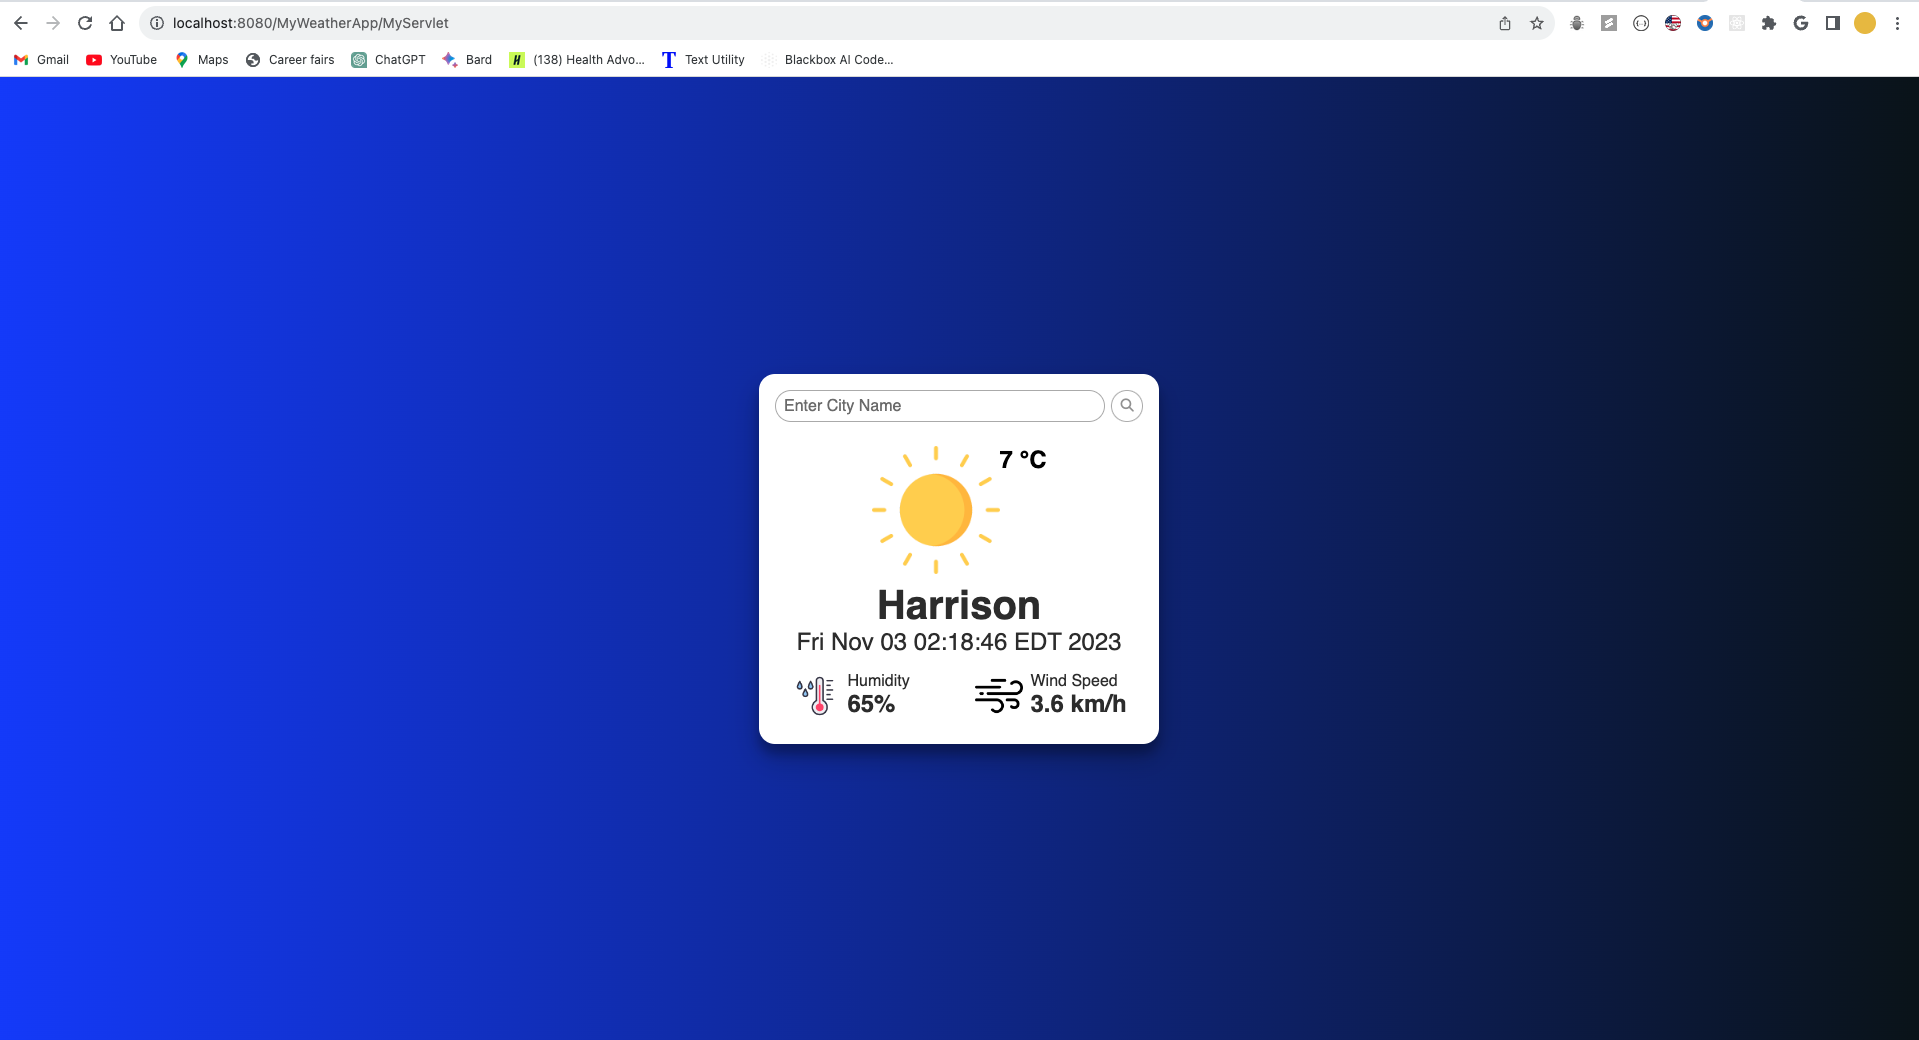 localhost:8080/MyWeatherApp/MyServlet
Gmail YouTube Maps Career fairs ChatGPT Bard H (138) Health Advo... T Text Utility Blackbox AI Code...
Enter City Name
7 °C
Harrison
Fri Nov 03 02:18:46 EDT 2023
Humidity Wind Speed
65% 3.6 km/h